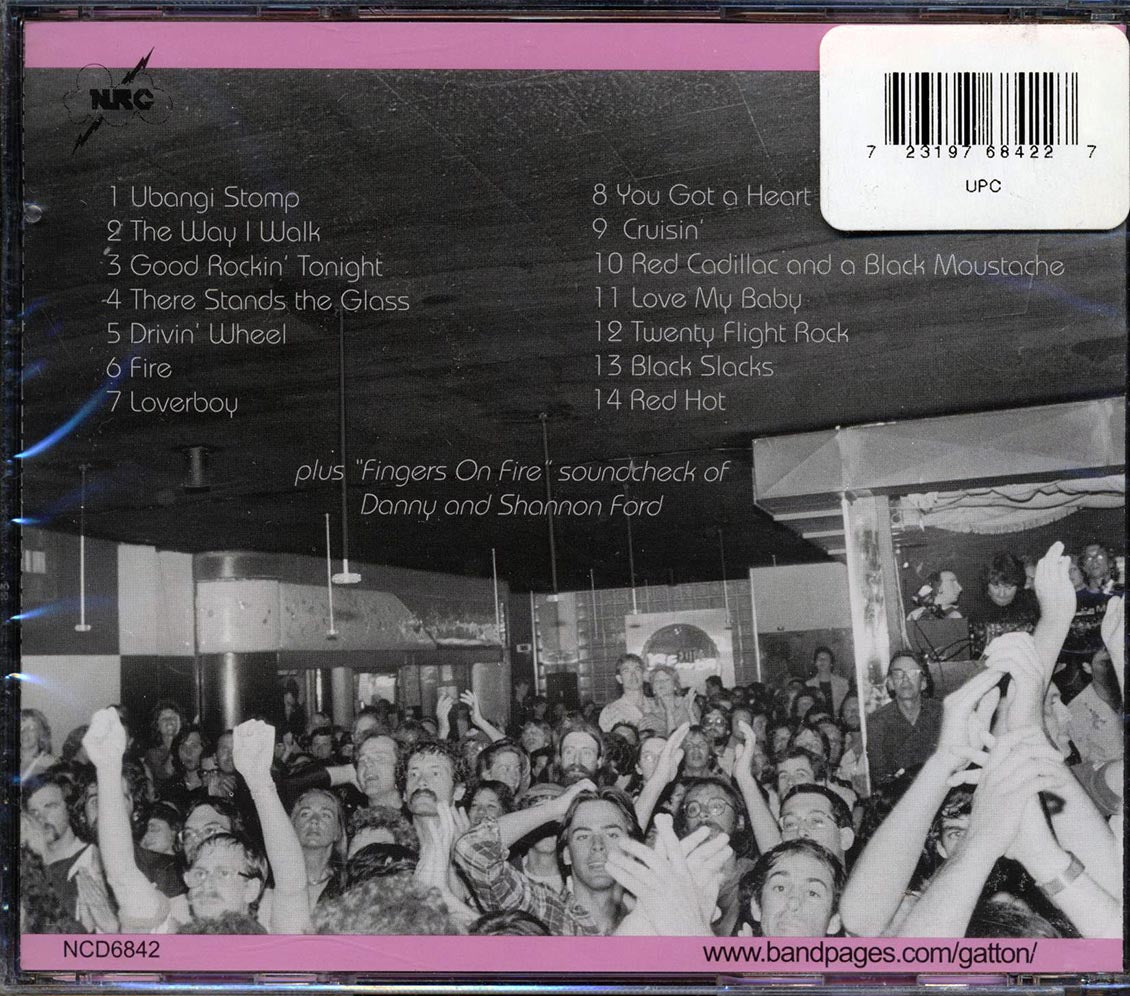 NRC
7 23197 68422 7
UPC
1 Ubangi Stomp
2 The Way I Walk
3 Good Rockin' Tonight
4 There Stands the Glass
5 Drivin' Wheel
6 Fire
7 Loverboy
8 You Got a Heart
9 Cruisin'
10 Red Cadillac and a Black Moustache
11 Love My Baby
12 Twenty Flight Rock
13 Black Slacks
14 Red Hot
plus "Fingers On Fire" soundcheck of
Danny and Shannon Ford
NCD6842
www.bandpages.com/gatton/